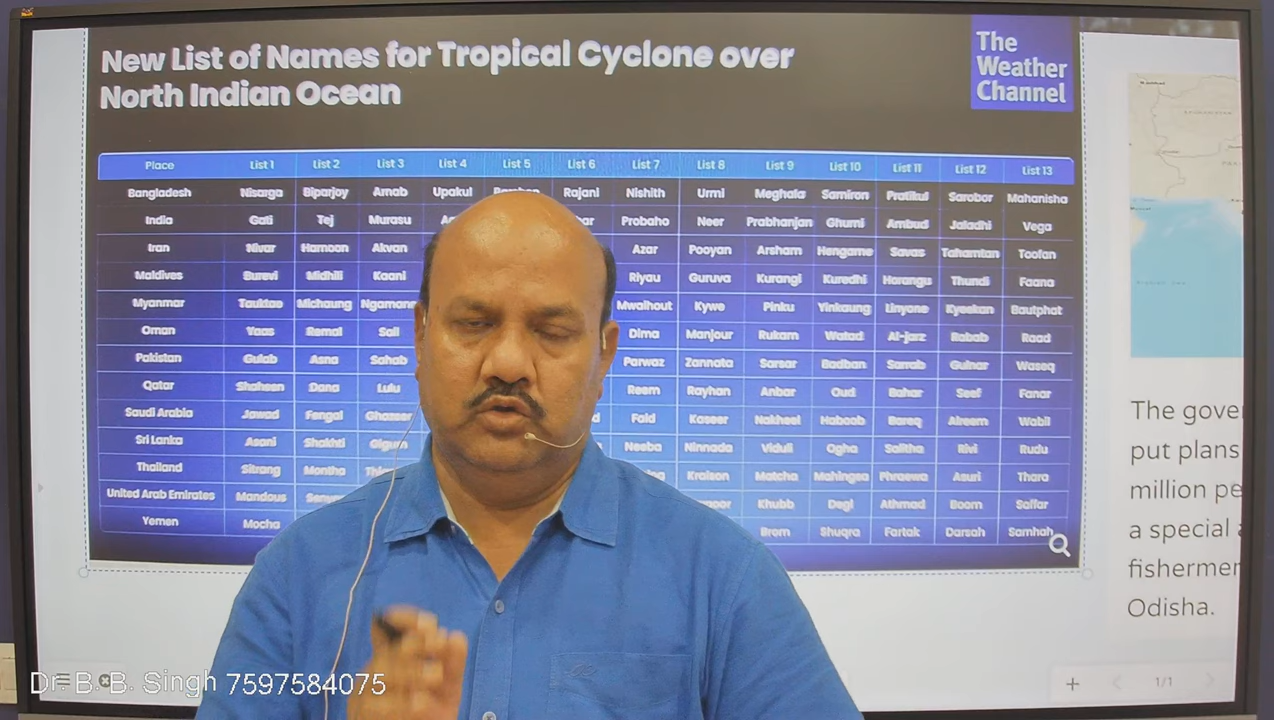 New List of Names for Tropical Cyclone over
North Indian Ocean
The
Weather
Channel
Place List 1 List 2 List 3 List 4 List 5 List 6 List 7 List 8 List 9 List 10 List 11 List 12 List 13
Bangladesh Nisarga Biparjoy Arnab Upakul Rajani Nishith Urmi Meghala Samiron Pratikul Sarobor Mahanisha
India Gati Tej Murasu Probaho Neer Prabhanjan Ghurni Ambud Jaladhi Vega
Iran Nivar Hamoon Akvan Azar Pooyan Arsham Hengame Savas Tahamtan Toofan
Maldives Burevi Midhili Kaani Riyau Guruva Kurangi Kuredhi Horangu Thundi Faana
Myanmar Tauktae Michaung Ngamann Mwalhout Kywe Pinku Yinkaung Linyone Kyeekan Bautphat
Oman Yaas Remal Sail Dima Manjour Rukam Watad Al-jarz Rabab Raad
Pakistan Gulab Asna Sahab Parwaz Zannata Sarsar Badban Sarrab Gulnar Waseq
Qatar Shaheen Dana Lulu Reem Rayhan Anbar Oud Bahar Seef Fanar
Saudi Arabia Jawad Fengal Ghazeer Faid Kaseer Nakheel Haboob Bareq Alreem Wabil
Sri Lanka Asani Shakhti Gigum Neeba Ninnada Viduli Ogha Salitha Rivi Rudu
Thailand Sitrang Montha Kraison Matcha Mahingsa Phraewa Asuri Thara
United Arab Emirates Mandous Khubb Degl Athmad Boom Saffar
Yemen Mocha Brom Shuqra Fartak Darsah Samhah
The gover
put plans
million pe
a special
fishermer
Odisha.
Dr. B. B. Singh 7597584075
1/1